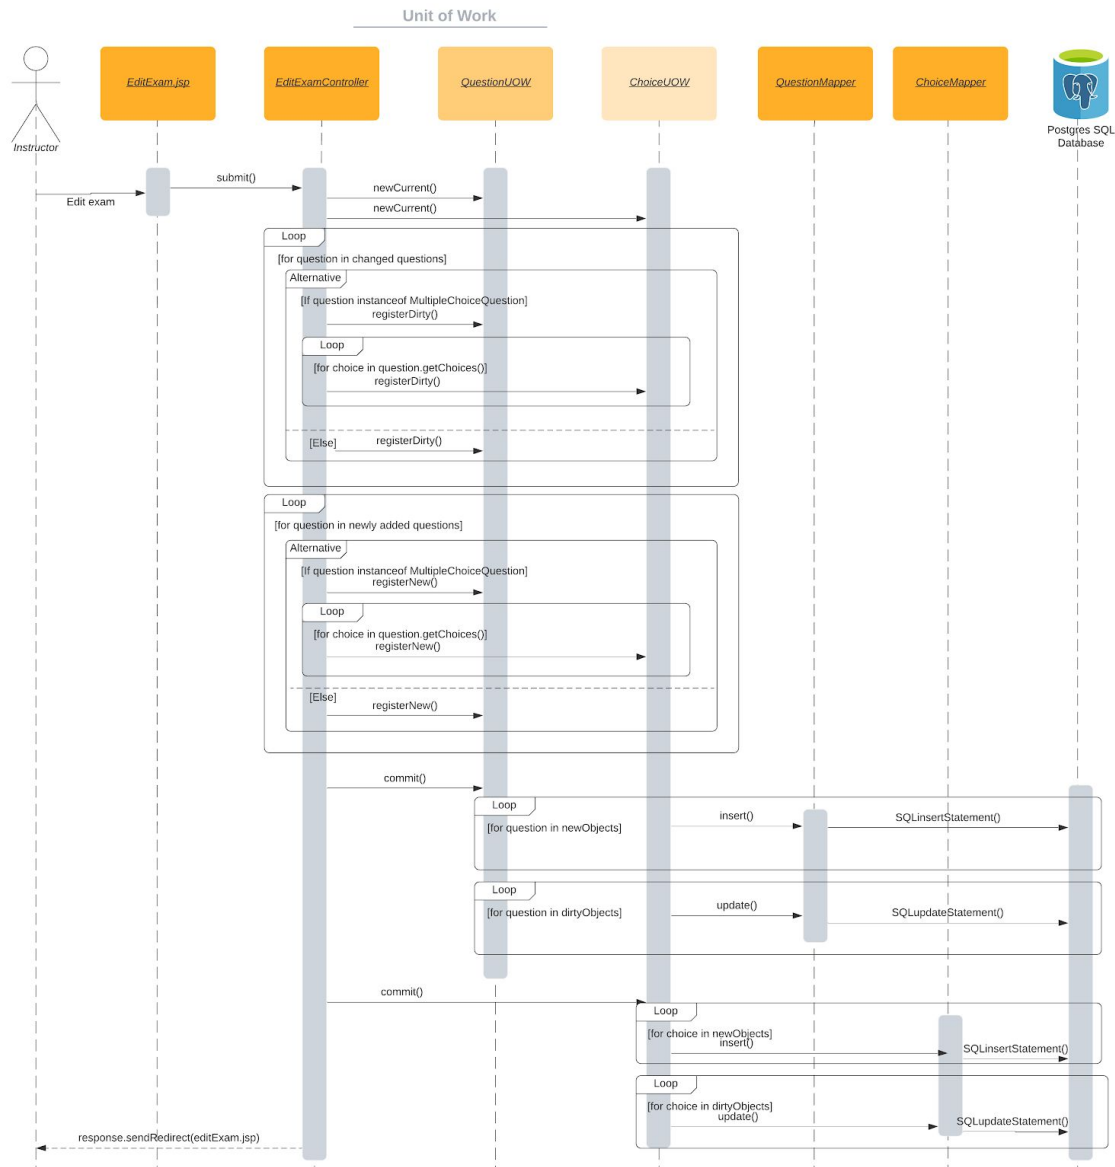 Unit of Work
EditExam.jsp
EditExamController
QuestionUOW
ChoiceUOW
QuestionMapper
ChoiceMapper
Postgres SQL
Database
Instructor
Edit exam
submit()
newCurrent()
newCurrent()
Loop
[for question in changed questions]
Alternative
[If question instanceof MultipleChoiceQuestion]
registerDirty()
Loop
[for choice in question.getChoices()]
registerDirty()
[Else]
registerDirty()
Loop
[for question in newly added questions]
Alternative
[If question instanceof MultipleChoiceQuestion]
registerNew()
Loop
[for choice in question.getChoices()]
registerNew()
[Else]
registerNew()
commit()
Loop
[for question in newObjects]
insert()
SQLinsertStatement()
Loop
[for question in dirtyObjects]
update()
SQLupdateStatement()
commit()
Loop
[for choice in newObjects]
insert()
SQLinsertStatement()
Loop
[for choice in dirtyObjects]
update()
SQLupdateStatement()
response.sendRedirect(editExam.jsp)